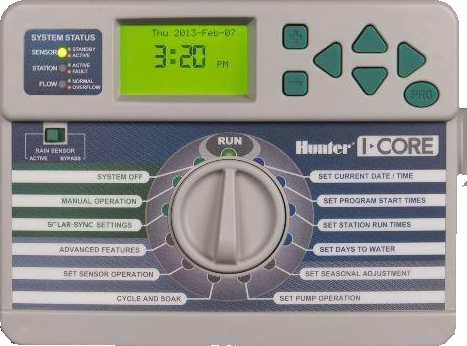 SYSTEM STATUS
SENSOR STANDBY
ACTIVE
STATION ACTIVE
FAULT
FLOW NORMAL
OVERFLOW
Thu 2013-Feb-07
3:20 PM
PRG
RAIN SENSOR
ACTIVE BYPASS
RUN
Hunter® I-CORE
SYSTEM OFF
MANUAL OPERATION
SOLAR-SYNC SETTINGS
ADVANCED FEATURES
SET SENSOR OPERATION
CYCLE AND SOAK
SET CURRENT DATE / TIME
SET PROGRAM START TIMES
SET STATION RUN TIMES
SET DAYS TO WATER
SET SEASONAL ADJUSTMENT
SET PUMP OPERATION